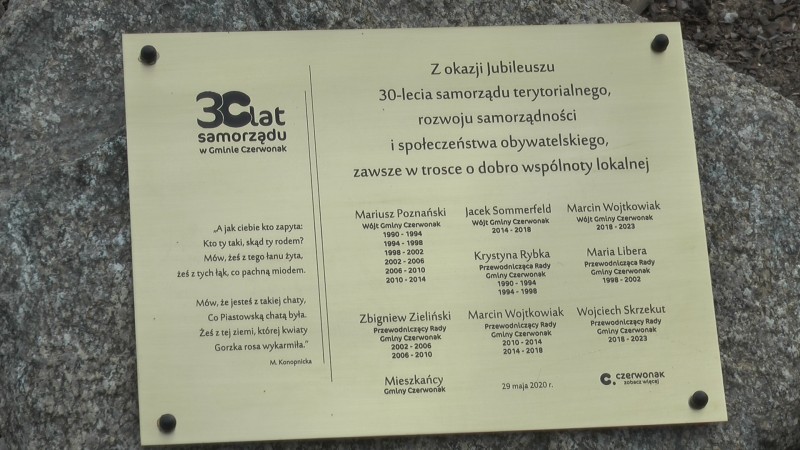 30 lat
samorządu
w Gminie Czerwonak
„A jak ciebie kto zapyta:
Kto ty taki, skąd ty rodem?
Mów, żeś z tego łanu żyta,
żeś z tych łąk, co pachną miodem.
Mów, że jesteś z takiej chaty,
Co Piastowską chatą była.
Żeś z tej ziemi, której kwiaty
Gorzka rosa wykarmiła.”
M. Konopnicka
Z okazji Jubileuszu
30-lecia samorządu terytorialnego,
rozwoju samorządności
i społeczeństwa obywatelskiego,
zawsze w trosce o dobro wspólnoty lokalnej
Mariusz Poznański
Wójt Gminy Czerwonak
1990 - 1994
1994 - 1998
1998 - 2002
2002 - 2006
2006 - 2010
2010 - 2014
Jacek Sommerfeld
Wójt Gminy Czerwonak
2014 - 2018
Marcin Wojtkowiak
Wójt Gminy Czerwonak
2018 - 2023
Krystyna Rybka
Przewodnicząca Rady
Gminy Czerwonak
1990 - 1994
1994 - 1998
Maria Libera
Przewodnicząca Rady
Gminy Czerwonak
1998 - 2002
Zbigniew Zieliński
Przewodniczący Rady
Gminy Czerwonak
2002 - 2006
2006 - 2010
Marcin Wojtkowiak
Przewodniczący Rady
Gminy Czerwonak
2010 - 2014
2014 - 2018
Wojciech Skrzekut
Przewodniczący Rady
Gminy Czerwonak
2018 - 2023
Mieszkańcy
Gminy Czerwonak
29 maja 2020 r.
c. czerwonak
zobacz więcej